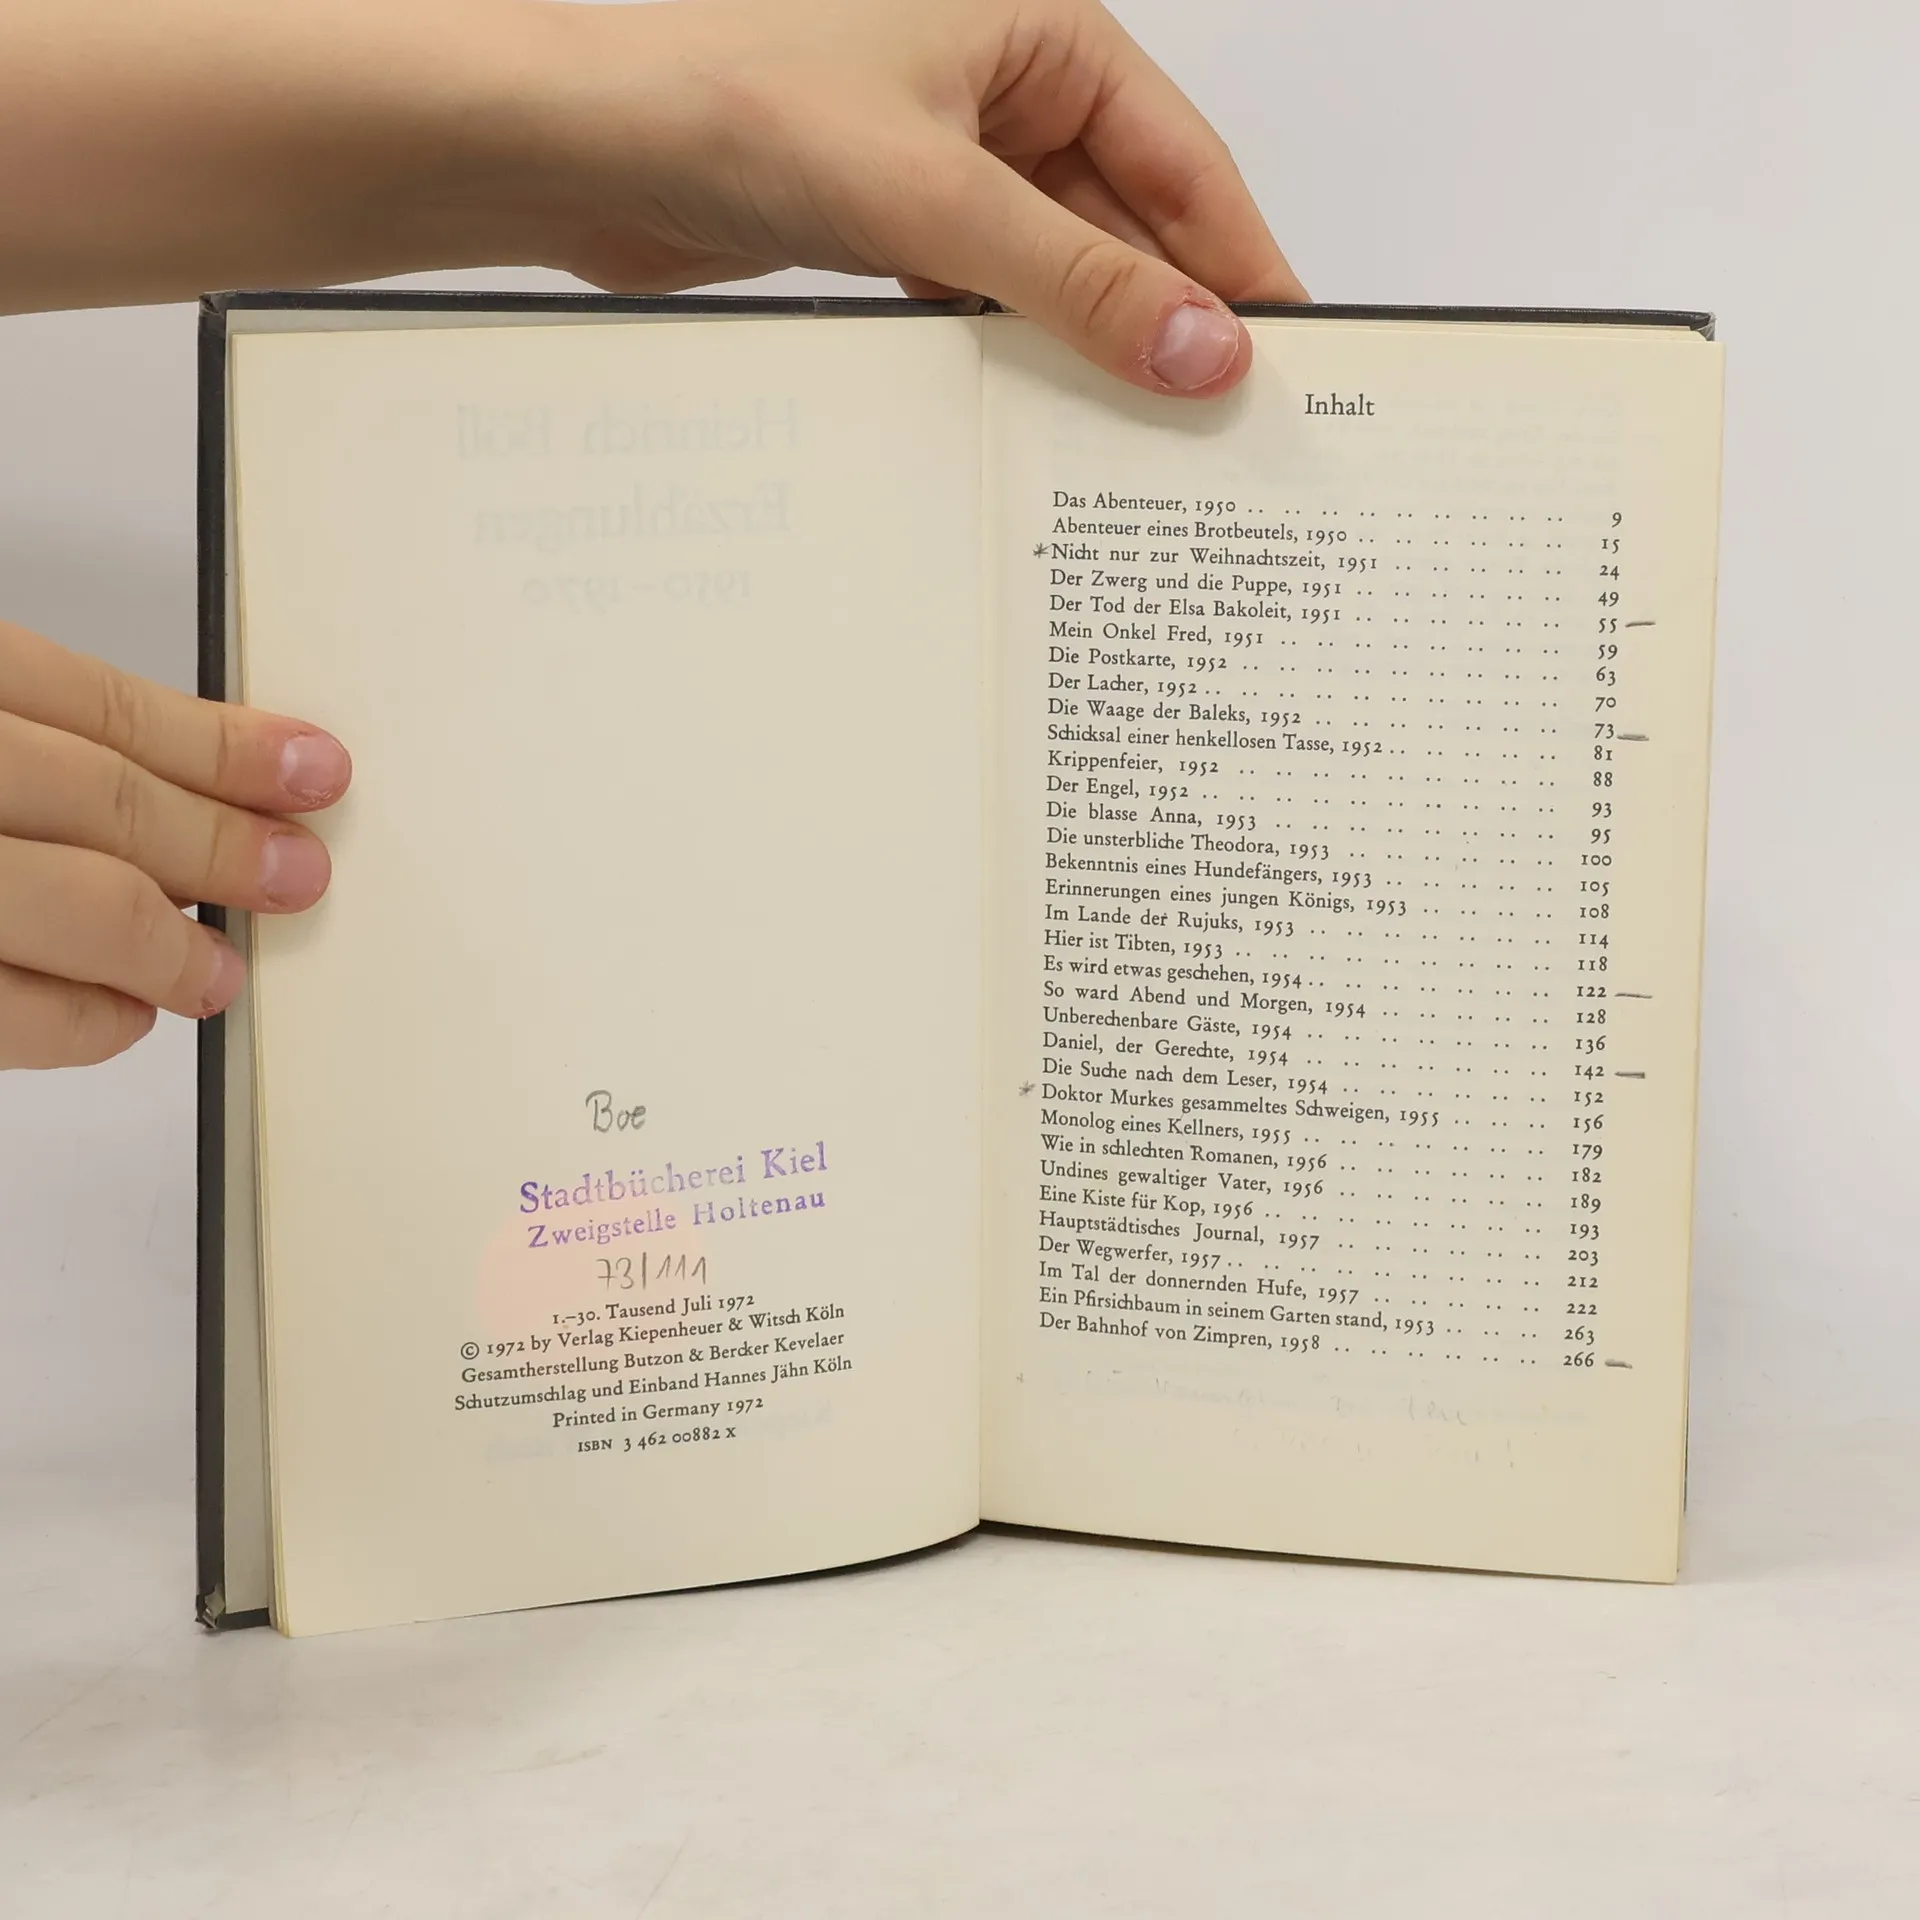 Boe
Stadtbücherei Kiel
Zweigstelle Holtenau
73/111
1.–30. Tausend Juli 1972
© 1972 by Verlag Kiepenheuer & Witsch Köln
Gesamtherstellung Butzon & Bercker Kevelaer
Schutzumschlag und Einband Hannes Jähn Köln
Printed in Germany 1972
ISBN 3 462 00882 X
Inhalt
Das Abenteuer, 1950 .. .. .. .. .. .. .. .. .. 9
Abenteuer eines Brotbeutels, 1950 .. .. .. .. .. .. 15
*Nicht nur zur Weihnachtszeit, 1951 .. .. .. .. .. 24
Der Zwerg und die Puppe, 1951 .. .. .. .. .. .. 49
Der Tod der Elsa Bakoleit, 1951 .. .. .. .. .. .. 55 —
Mein Onkel Fred, 1951 .. .. .. .. .. .. .. .. 59
Die Postkarte, 1952 .. .. .. .. .. .. .. .. .. 63
Der Lacher, 1952 .. .. .. .. .. .. .. .. .. .. 70
Die Waage der Baleks, 1952 .. .. .. .. .. .. .. 73 —
Schicksal einer henkellosen Tasse, 1952 .. .. .. .. .. 81
Krippenfeier, 1952 .. .. .. .. .. .. .. .. .. 88
Der Engel, 1952 .. .. .. .. .. .. .. .. .. .. 93
Die blasse Anna, 1953 .. .. .. .. .. .. .. .. 95
Die unsterbliche Theodora, 1953 .. .. .. .. .. .. 100
Bekenntnis eines Hundefängers, 1953 .. .. .. .. .. 105
Erinnerungen eines jungen Königs, 1953 .. .. .. .. 108
Im Lande der Rujuks, 1953 .. .. .. .. .. .. .. 114
Hier ist Tibten, 1953 .. .. .. .. .. .. .. .. .. 118
Es wird etwas geschehen, 1954 .. .. .. .. .. .. .. 122 —
So ward Abend und Morgen, 1954 .. .. .. .. .. 128
Unberechenbare Gäste, 1954 .. .. .. .. .. .. .. 136
Daniel, der Gerechte, 1954 .. .. .. .. .. .. .. 142 —
Die Suche nach dem Leser, 1954 .. .. .. .. .. .. 152
* Doktor Murkes gesammeltes Schweigen, 1955 .. .. .. 156
Monolog eines Kellners, 1955 .. .. .. .. .. .. .. 179
Wie in schlechten Romanen, 1956 .. .. .. .. .. .. 182
Undines gewaltiger Vater, 1956 .. .. .. .. .. .. 189
Eine Kiste für Kop, 1956 .. .. .. .. .. .. .. .. 193
Hauptstädtisches Journal, 1957 .. .. .. .. .. .. 203
Der Wegwerfer, 1957 .. .. .. .. .. .. .. .. .. 212
Im Tal der donnernden Hufe, 1957 .. .. .. .. .. 222
Ein Pfirsichbaum in seinem Garten stand, 1953 .. .. .. 263
Der Bahnhof von Zimpren, 1958 .. .. .. .. .. .. 266 —